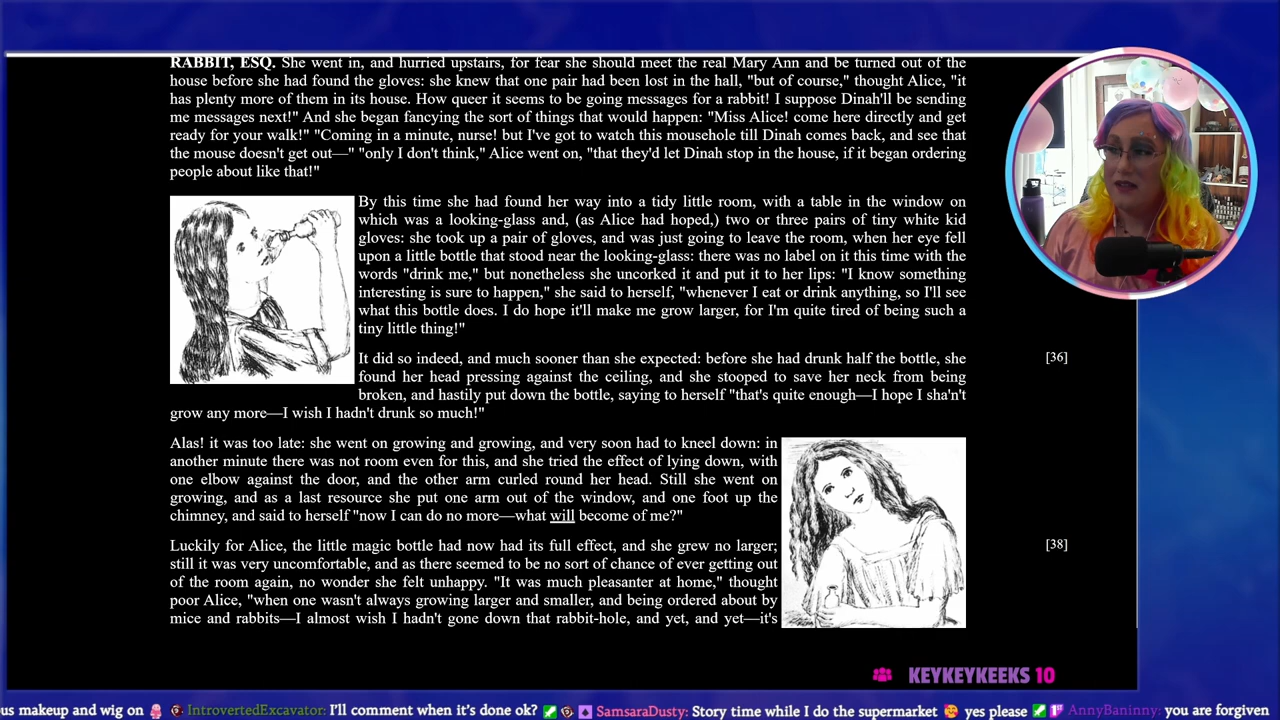 RABBIT, ESQ. She went in, and hurried upstairs, for fear she should meet the real Mary Ann and be turned out of the
house before she had found the gloves: she knew that one pair had been lost in the hall, "but of course," thought Alice, "it
has plenty more of them in its house. How queer it seems to be going messages for a rabbit! I suppose Dinah'll be sending
me messages next!" And she began fancying the sort of things that would happen: "Miss Alice! come here directly and get
ready for your walk!" "Coming in a minute, nurse! but I've got to watch this mousehole till Dinah comes back, and see that
the mouse doesn't get out—" "only I don't think," Alice went on, "that they'd let Dinah stop in the house, if it began ordering
people about like that!"
By this time she had found her way into a tidy little room, with a table in the window on
which was a looking-glass and, (as Alice had hoped,) two or three pairs of tiny white kid
gloves: she took up a pair of gloves, and was just going to leave the room, when her eye fell
upon a little bottle that stood near the looking-glass: there was no label on it this time with the
words "drink me," but nonetheless she uncorked it and put it to her lips: "I know something
interesting is sure to happen," she said to herself, "whenever I eat or drink anything, so I'll see
what this bottle does. I do hope it'll make me grow larger, for I'm quite tired of being such a
tiny little thing!"
It did so indeed, and much sooner than she expected: before she had drunk half the bottle, she
found her head pressing against the ceiling, and she stooped to save her neck from being
broken, and hastily put down the bottle, saying to herself "that's quite enough—I hope I sha'n't
grow any more—I wish I hadn't drunk so much!"
[36]
Alas! it was too late: she went on growing and growing, and very soon had to kneel down: in
another minute there was not room even for this, and she tried the effect of lying down, with
one elbow against the door, and the other arm curled round her head. Still she went on
growing, and as a last resource she put one arm out of the window, and one foot up the
chimney, and said to herself "now I can do no more—what will become of me?"
Luckily for Alice, the little magic bottle had now had its full effect, and she grew no larger;
still it was very uncomfortable, and as there seemed to be no sort of chance of ever getting out
of the room again, no wonder she felt unhappy. "It was much pleasanter at home," thought
poor Alice, "when one wasn't always growing larger and smaller, and being ordered about by
mice and rabbits—I almost wish I hadn't gone down that rabbit-hole, and yet, and yet—it's
[38]
KEYKEYKEEKS 10
us makeup and wig on IntrovertedExcavator: I'll comment when it's done ok? SamsaraDusty: Story time while I do the supermarket yes please AnnyBaninny: you are forgiven